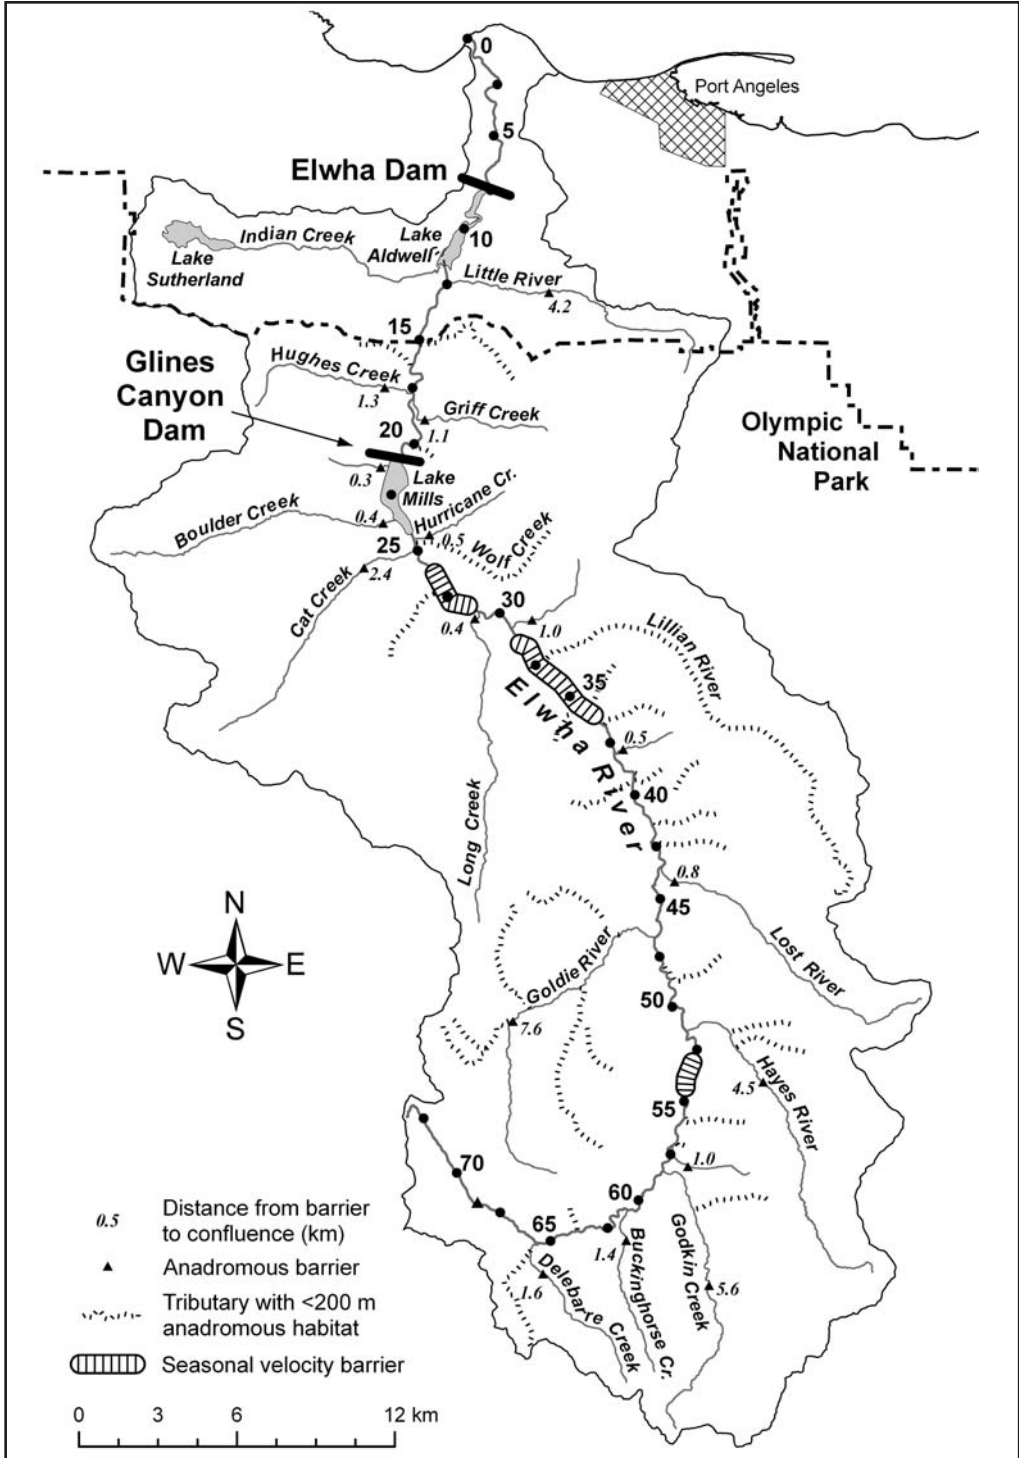 0
Port Angeles
5
Elwha Dam
10
Lake
Aldwell
Indian Creek
Lake
Sutherland
Little River
4.2
15
Glines
Canyon
Dam
Hughes Creek
1.3
Griff Creek
1.1
Olympic
National
Park
20
0.3
Lake
Mills
Hurricane Cr.
Boulder Creek
0.4
0.5
Wolf Creek
25
2.4
Cat Creek
30
0.4
1.0
Lillian River
35
Elwha River
0.5
40
Long Creek
0.8
45
Lost River
N
W E
S
Goldie River
50
7.6
Hayes River
4.5
55
1.0
70
60
65
Godkin Creek
5.6
Buckinghorse Cr.
1.4
Delebarre Creek
1.6
0.5 Distance from barrier
to confluence (km)
Anadromous barrier
Tributary with <200 m
anadromous habitat
Seasonal velocity barrier
0 3 6 12 km